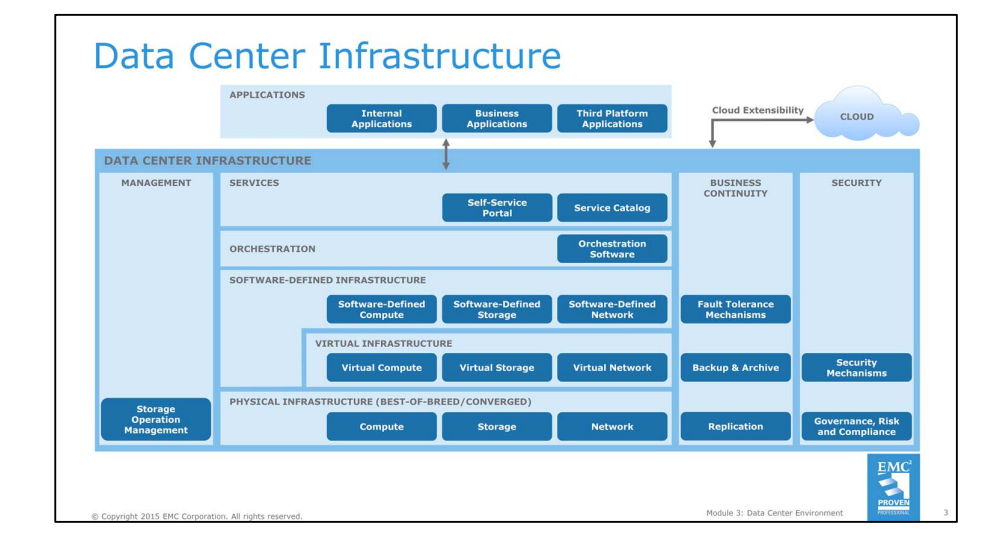 Data Center Infrastructure
APPLICATIONS
Internal
Applications
Business
Applications
Third Platform
Applications
Cloud Extensibility
CLOUD
DATA CENTER INFRASTRUCTURE
MANAGEMENT
Storage
Operation
Management
SERVICES
Self-Service
Portal
Service Catalog
ORCHESTRATION
Orchestration
Software
SOFTWARE-DEFINED INFRASTRUCTURE
Software-Defined
Compute
Software-Defined
Storage
Software-Defined
Network
VIRTUAL INFRASTRUCTURE
Virtual Compute
Virtual Storage
Virtual Network
PHYSICAL INFRASTRUCTURE (BEST-OF-BREED/CONVERGED)
Compute
Storage
Network
BUSINESS
CONTINUITY
Fault Tolerance
Mechanisms
Backup & Archive
Replication
SECURITY
Security
Mechanisms
Governance, Risk
and Compliance
© Copyright 2015 EMC Corporation. All rights reserved.
Module 3: Data Center Environment
EMC²
PROVEN
PROFESSIONAL
3